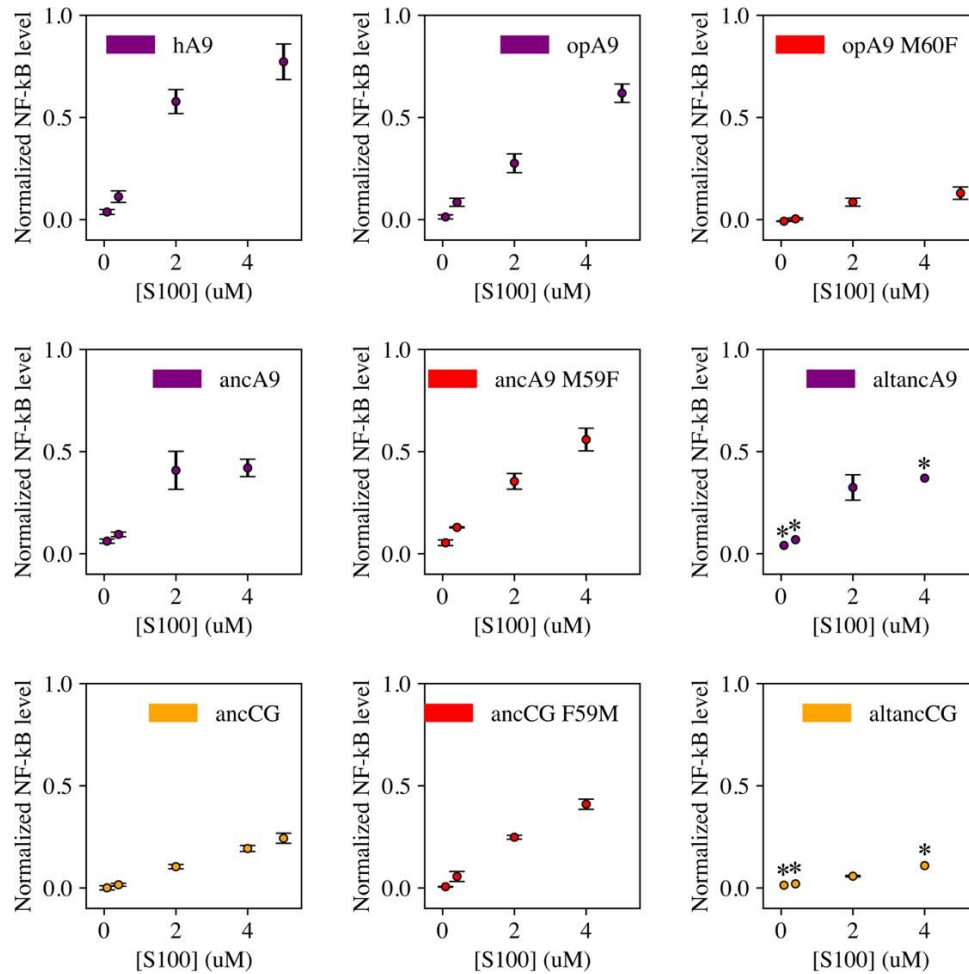 Normalized NF-kB level
1.0
0.5
0.0
hA9
0
2
4
[S100] (uM)
Normalized NF-kB level
1.0
0.5
0.0
opA9
0
2
4
[S100] (uM)
Normalized NF-kB level
1.0
0.5
0.0
opA9 M60F
0
2
4
[S100] (uM)
Normalized NF-kB level
1.0
0.5
0.0
ancA9
0
2
4
[S100] (uM)
Normalized NF-kB level
1.0
0.5
0.0
ancA9 M59F
0
2
4
[S100] (uM)
Normalized NF-kB level
1.0
0.5
0.0
altancA9
*
*
*
0
2
4
[S100] (uM)
Normalized NF-kB level
1.0
0.5
0.0
ancCG
0
2
4
[S100] (uM)
Normalized NF-kB level
1.0
0.5
0.0
ancCG F59M
0
2
4
[S100] (uM)
Normalized NF-kB level
1.0
0.5
0.0
altancCG
*
**
0
2
4
[S100] (uM)